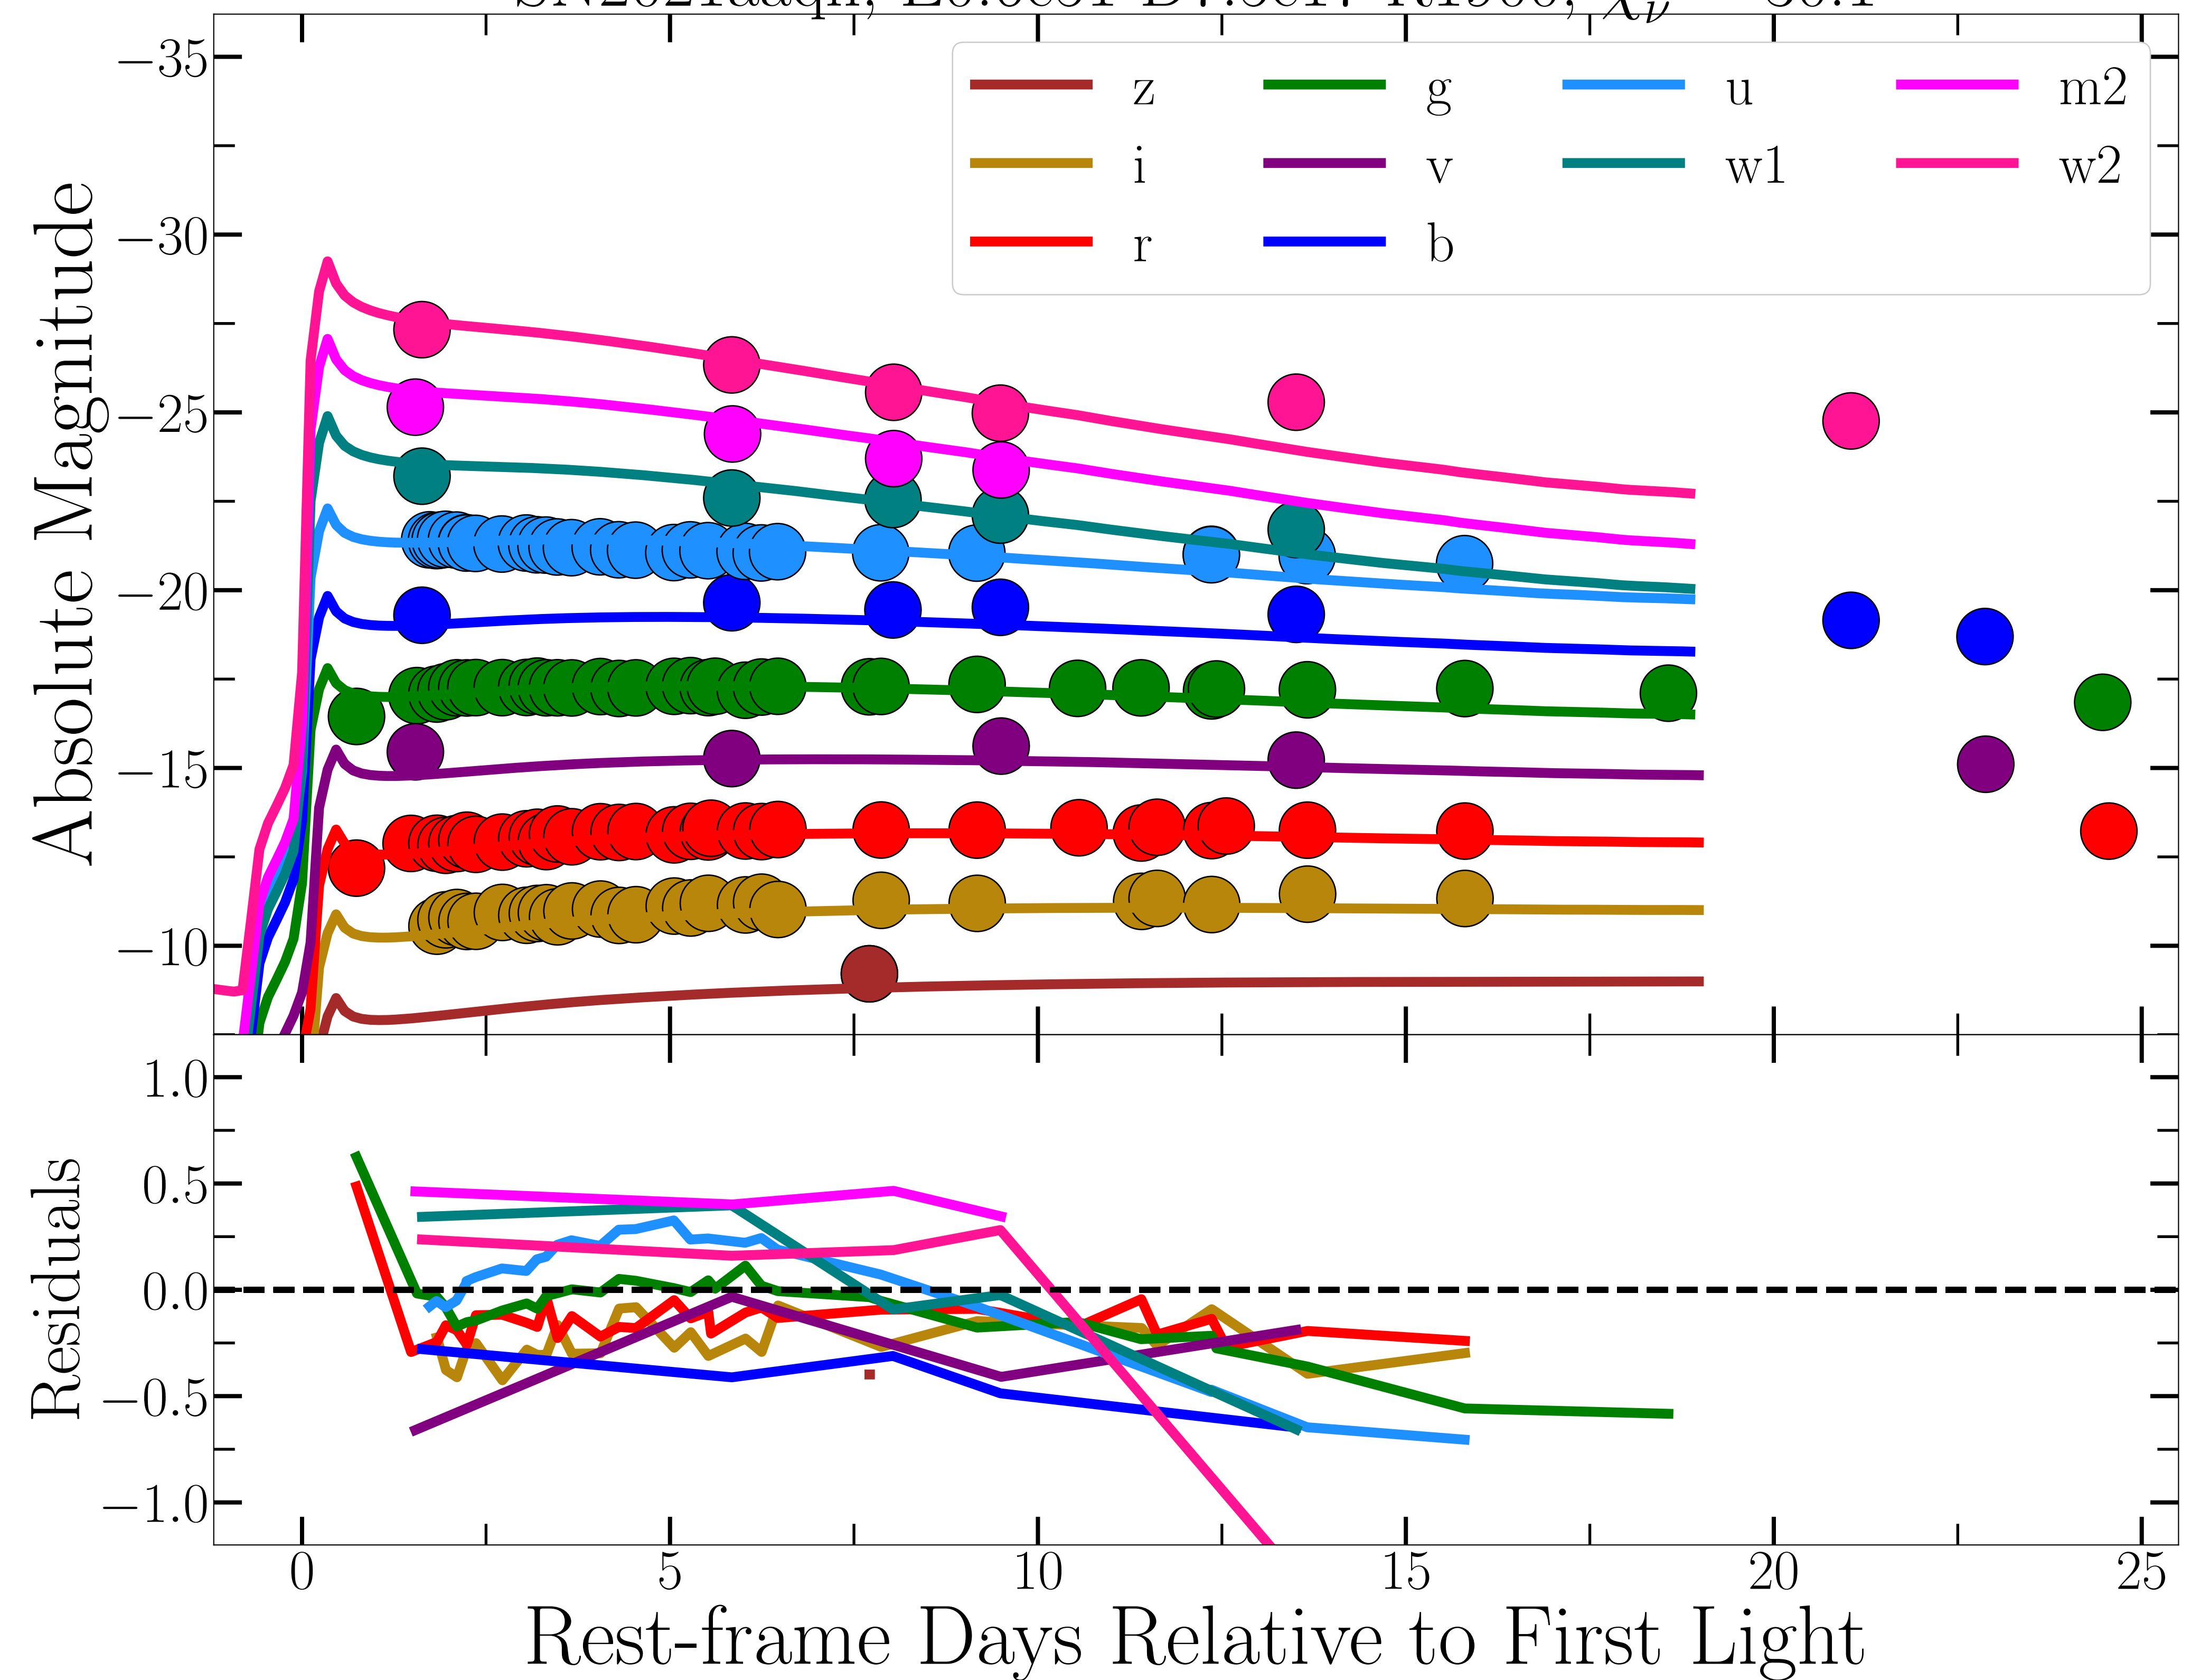 −35
−30
−25
−20
−15
−10
Absolute Magnitude
z g u m2
i v w1 w2
r b
1.0
0.5
0.0
−0.5
−1.0
Residuals
0 5 10 15 20 25
Rest-frame Days Relative to First Light